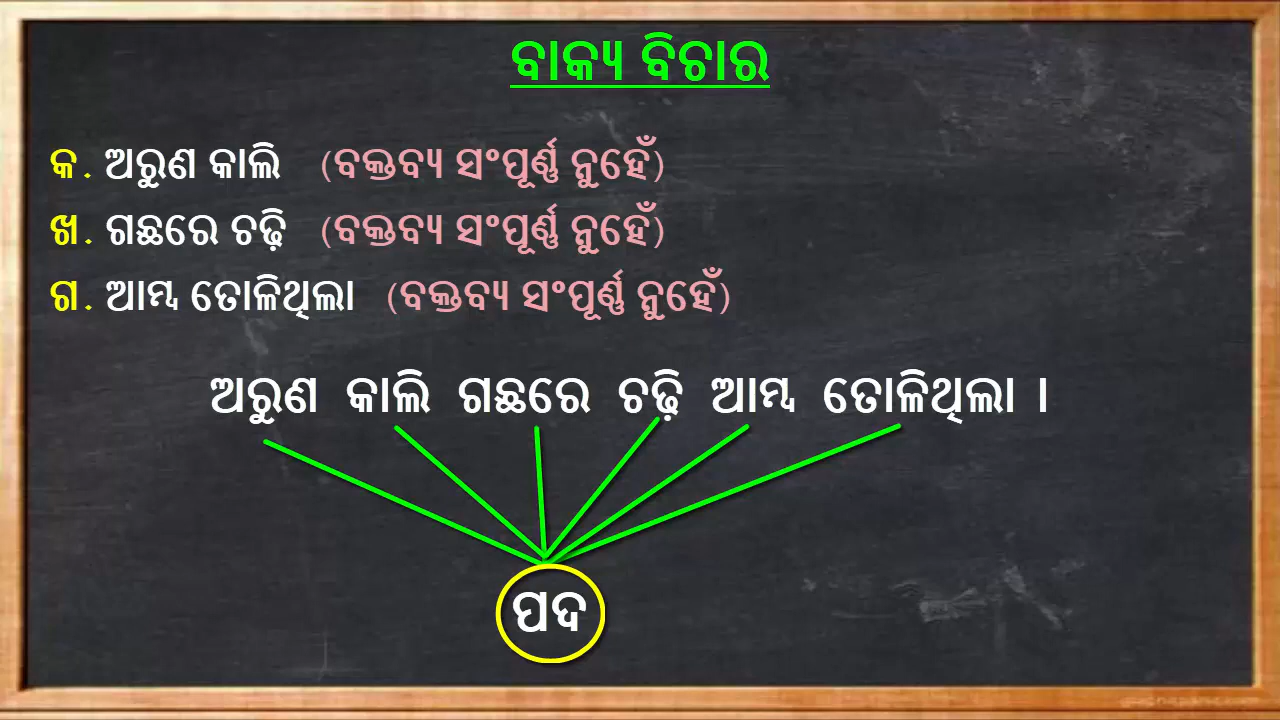 ବାକ୍ୟ ବିଚାର
କ. ଅରୁଣ କାଲି (ବକ୍ତବ୍ୟ ସଂପୂର୍ଣ୍ଣ ନୁହେଁ)
ଖ. ଗଛରେ ଚଢ଼ି (ବକ୍ତବ୍ୟ ସଂପୂର୍ଣ୍ଣ ନୁହେଁ)
ଗ. ଆମ୍ବ ତୋଳିଥିଲା (ବକ୍ତବ୍ୟ ସଂପୂର୍ଣ୍ଣ ନୁହେଁ)
ଅରୁଣ କାଲି ଗଛରେ ଚଢ଼ି ଆମ୍ବ ତୋଳିଥିଲା ।
ପଦ